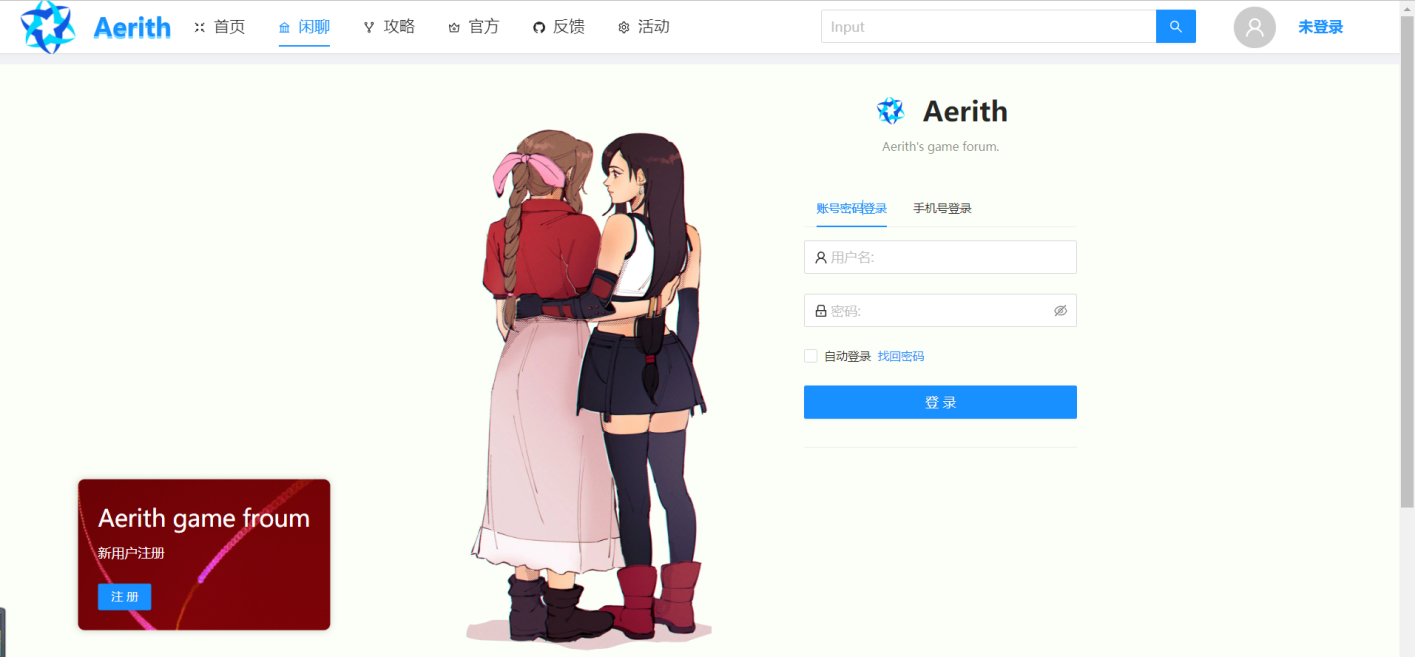 Aerith 首页 闲聊 攻略 官方 反馈 活动 Input 未登录
Aerith
Aerith's game forum.
账号密码登录 手机号登录
用户名:
密码:
自动登录 找回密码
登 录
Aerith game froum
新用户注册
注 册